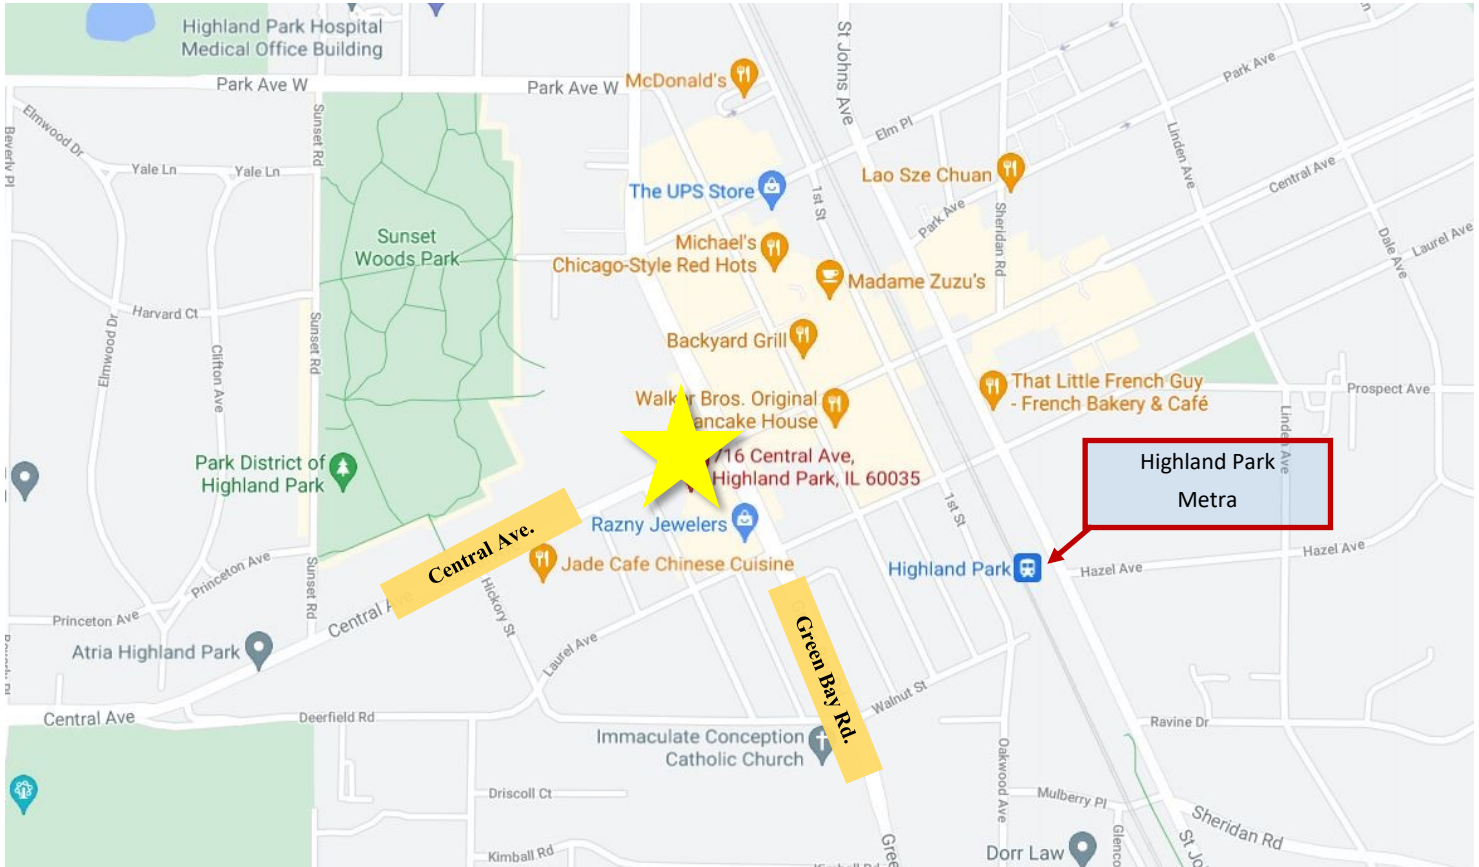 Highland Park Hospital
Medical Office Building
St Johns Ave
Park Ave
Park Ave W
Park Ave W
McDonald's
Elmwood Dr
Beverly Pl
Sunset Rd
Elm Pl
Linden Ave
Yale Ln
Yale Ln
The UPS Store
1st St
Lao Sze Chuan
Central Ave
Park Ave
Sheridan Rd
Dale Ave
Laurel Ave
Sunset
Woods Park
Michael's
Chicago-Style Red Hots
Madame Zuzu's
Harvard Ct
Sunset Rd
Elmwood Dr
Clifton Ave
Backyard Grill
Walker Bros. Original
ancake House
That Little French Guy
- French Bakery & Café
Prospect Ave
Linden Ave
Park District of
Highland Park
716 Central Ave,
Highland Park, IL 60035
Highland Park
Metra
1st St
Razny Jewelers
Central Ave.
Jade Cafe Chinese Cuisine
Highland Park
Hazel Ave
Hazel Ave
Princeton Ave
Sunset Rd
Hickory St
Princeton Ave
Central A
Laurel Ave
Green Bay Rd.
Atria Highland Park
Walnut St
Central Ave
Deerfield Rd
Ravine Dr
Immaculate Conception
Catholic Church
Oakwood Ave
Driscoll Ct
Mulberry Pl
Glenco
Sheridan Rd
St Jo
Gree
Kimball Rd
Dorr Law